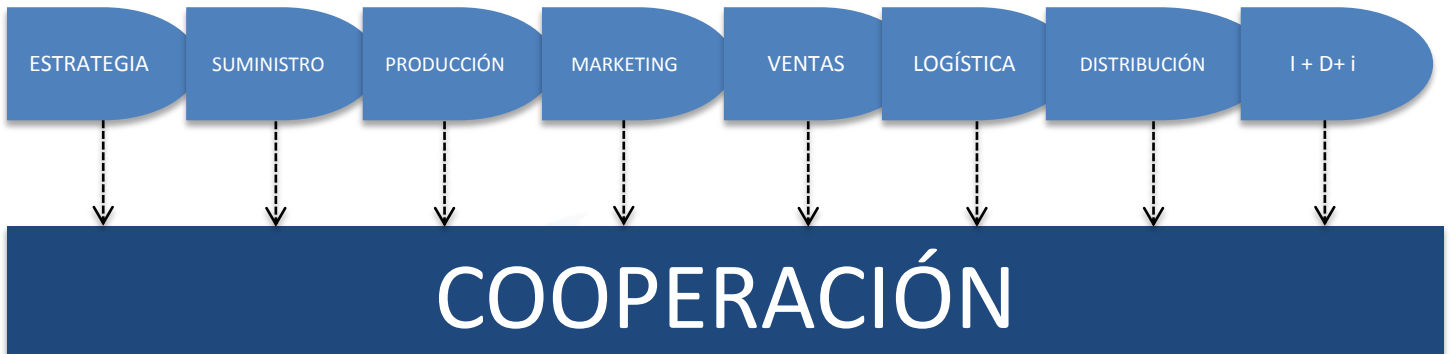 ESTRATEGIA
SUMINISTRO
PRODUCCIÓN
MARKETING
VENTAS
LOGÍSTICA
DISTRIBUCIÓN
I + D+ i
COOPERACIÓN